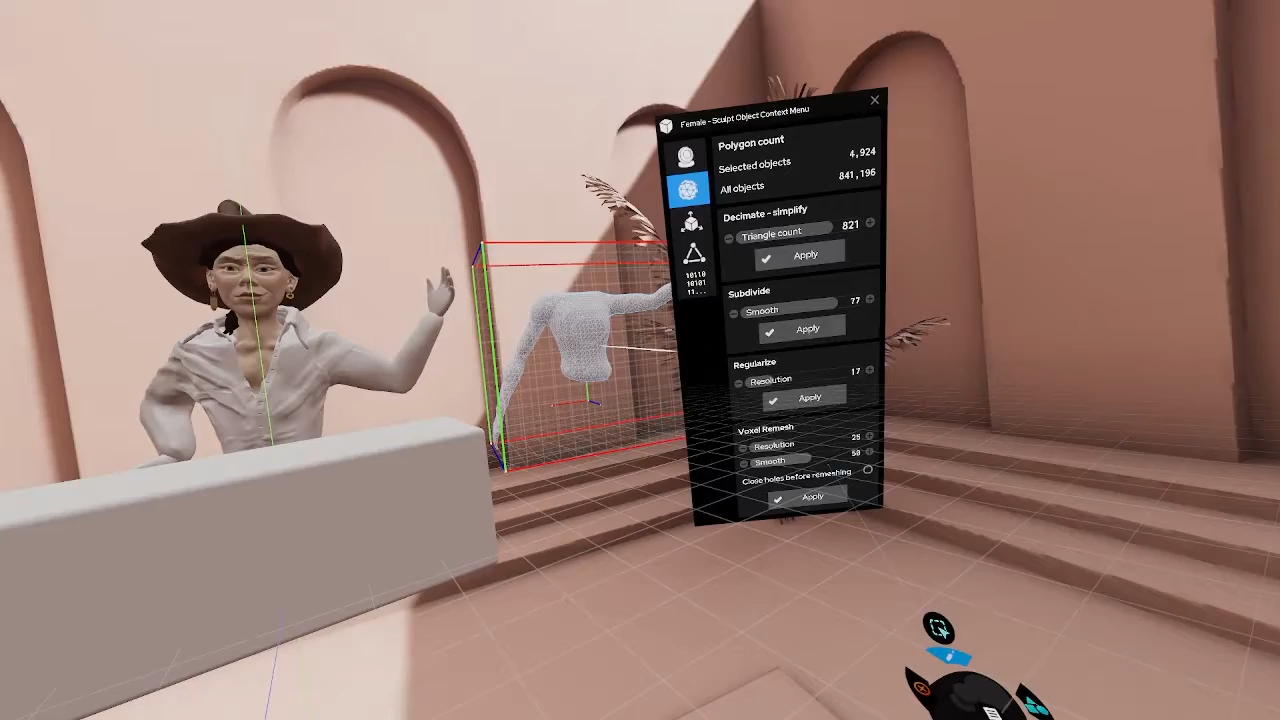 Female - Sculpt Object Context Menu
Polygon count
Selected objects 4,924
All objects 841,196
Decimate - simplify
Triangle count 821
Apply
Subdivide
Smooth 77
Apply
Regularize
Resolution 17
Apply
Voxel Remesh
Resolution 25
Smooth 50
Close holes before remeshing
Apply
10110
10101
11...